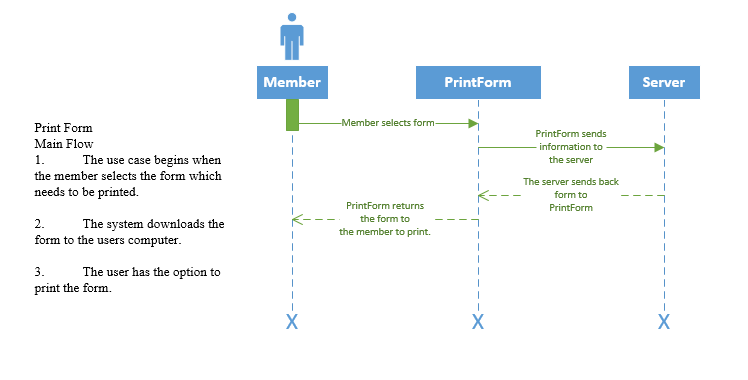 Print Form
Main Flow
1. The use case begins when
the member selects the form which
needs to be printed.
2. The system downloads the
form to the users computer.
3. The user has the option to
print the form.
Member
PrintForm
Server
Member selects form
PrintForm sends
information to
the server
The server sends back
form to
PrintForm
PrintForm returns
the form to
the member to print.
X
X
X